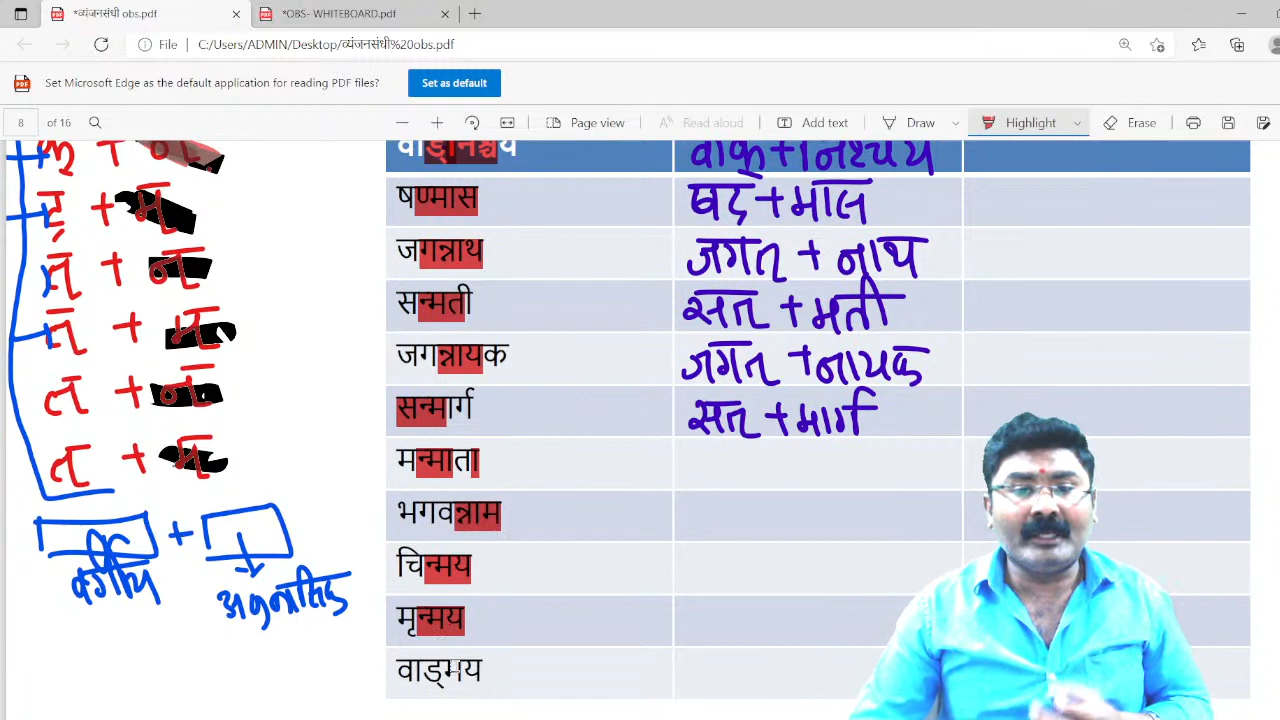 *व्यंजनसंधी obs.pdf
*OBS- WHITEBOARD.pdf
File C:/Users/ADMIN/Desktop/व्यंजनसंधी%20obs.pdf
Set Microsoft Edge as the default application for reading PDF files? Set as default
8 of 16 Page view Read aloud Add text Draw Highlight Erase
वाङ्निश्चय वाक्+निश्चय
षण्मास षट्+मास
जगन्नाथ जगत्+नाथ
सन्मती सत्+मती
जगन्नायक जगत्+नायक
सन्मार्ग सत्+मार्ग
मन्माता
भगवन्नाम
चिन्मय
मृन्मय
वाड्मय
ट् + म
त् + न
त् + म
त् + न
त् + म
+